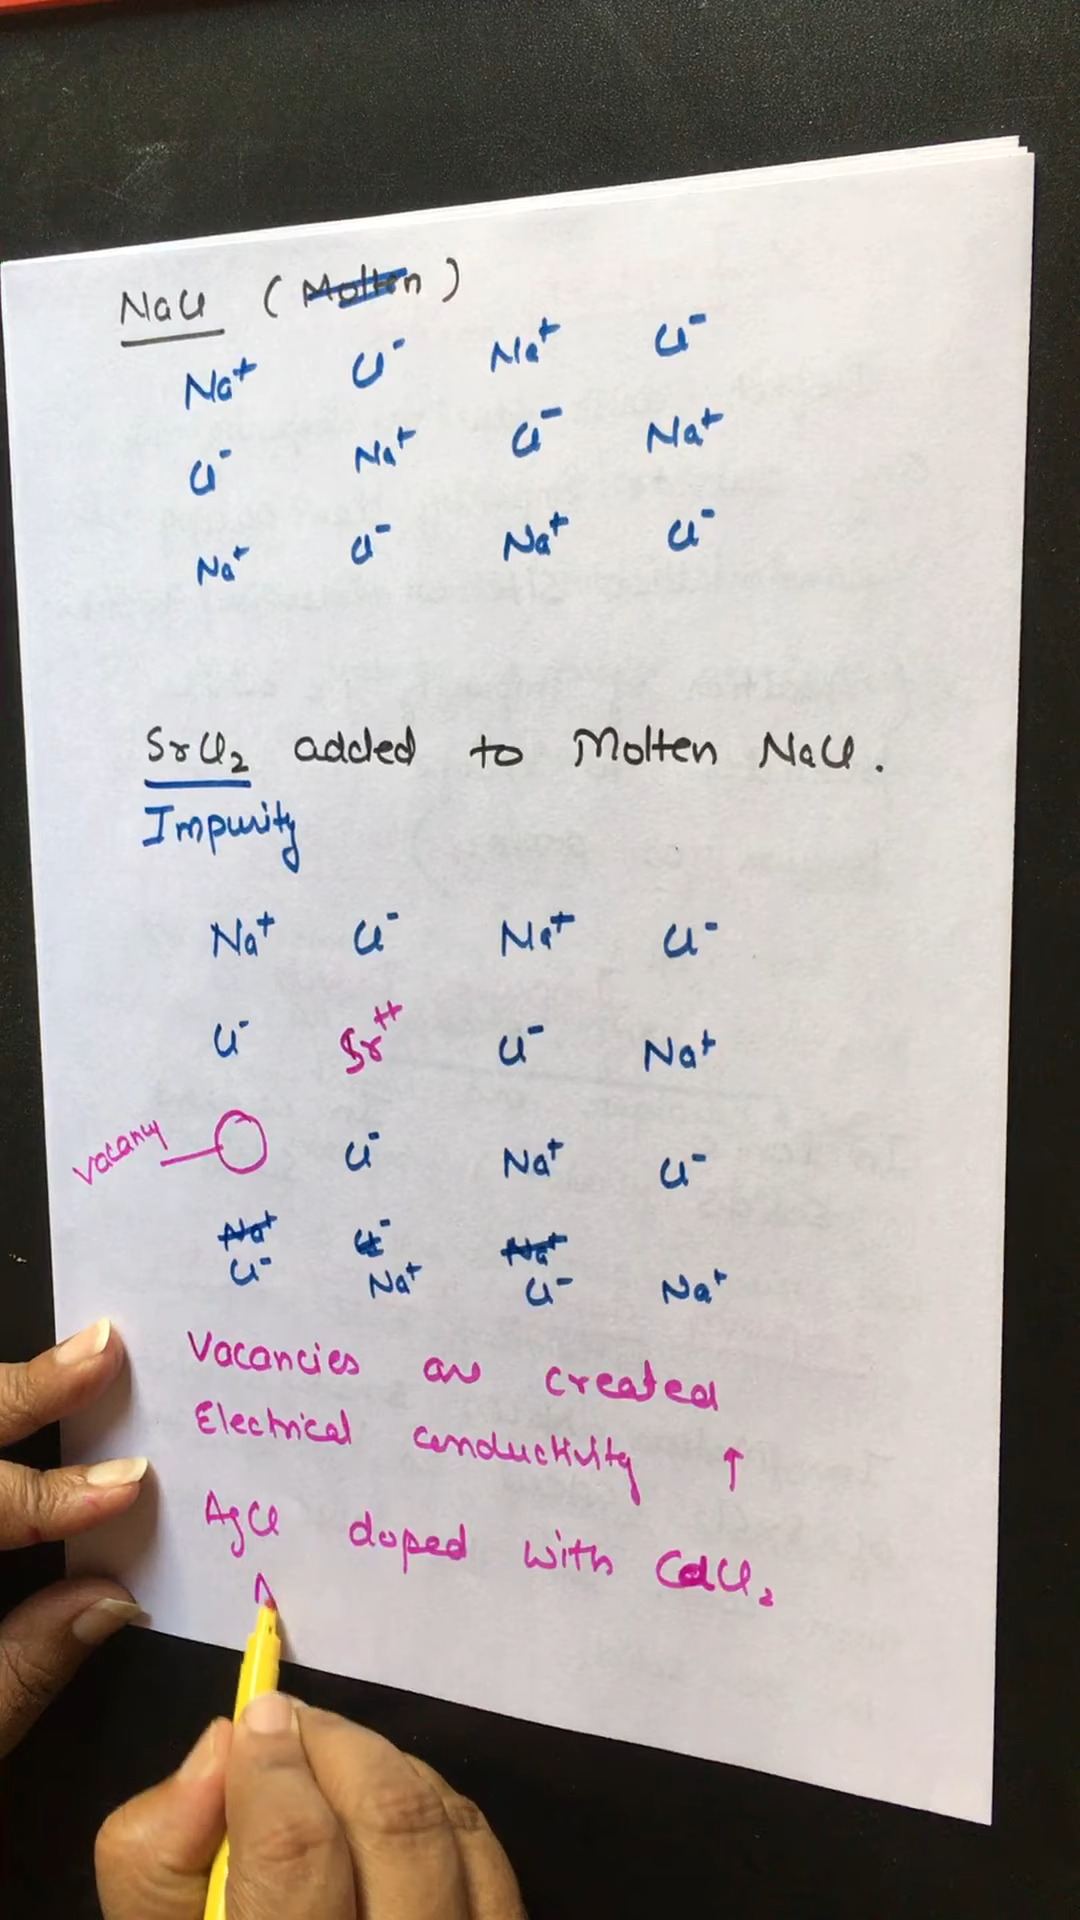 NaCl (Molten)
Na⁺ Cl⁻ Na⁺ Cl⁻
Cl⁻ Na⁺ Cl⁻ Na⁺
Na⁺ Cl⁻ Na⁺ Cl⁻
SrCl₂ added to Molten NaCl.
Impurity
Na⁺ Cl⁻ Na⁺ Cl⁻
Cl⁻ Sr⁺⁺ Cl⁻ Na⁺
Vacancy Cl⁻ Na⁺ Cl⁻
Na⁺ Cl⁻ Na⁺
Cl⁻ Na⁺ Cl⁻ Na⁺
Vacancies are created
Electrical conductivity ↑
AgCl doped with CdCl₂